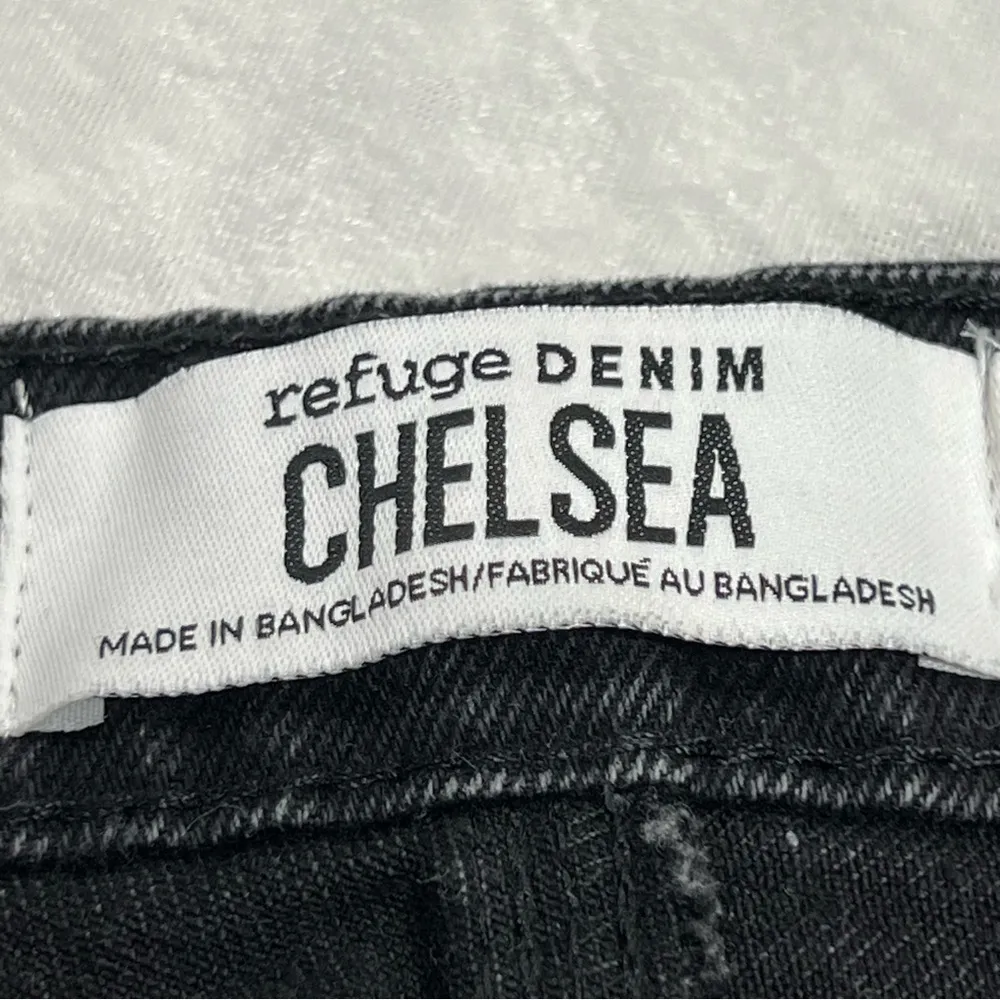 refuge DENIM
CHELSEA
MADE IN BANGLADESH/FABRIQUÉ AU BANGLADESH